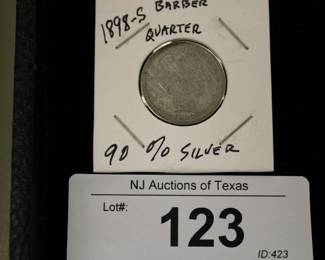 1898-S BARBER
QUARTER
90 % SILVER
NJ Auctions of Texas
Lot#:
123
ID:423